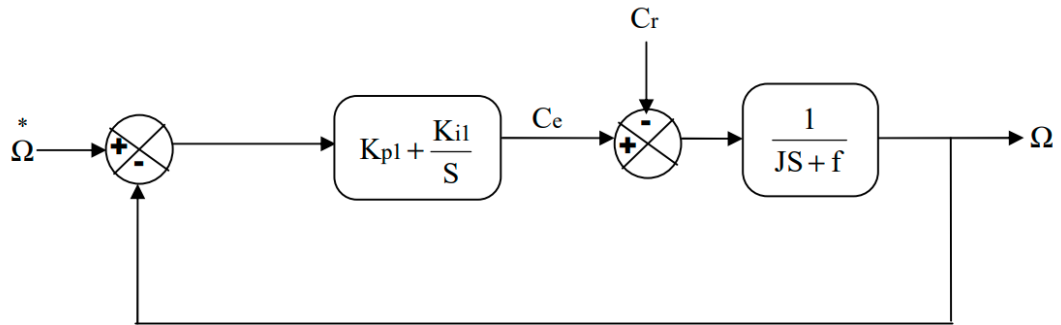 Cr
*
Ω
+
-
Kp1 + Ki1/S
Ce
-
+
1/(JS + f)
Ω